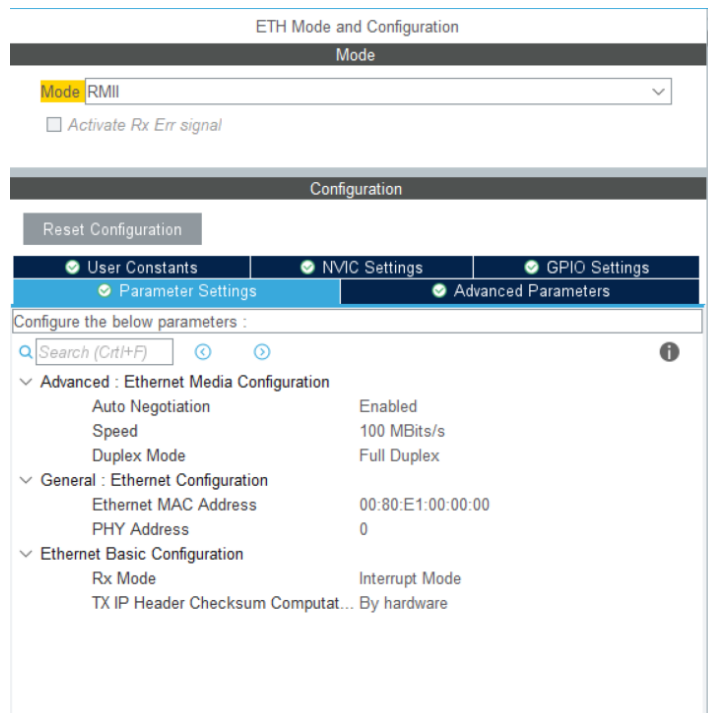 ETH Mode and Configuration
Mode
Mode RMII
Activate Rx Err signal
Configuration
Reset Configuration
User Constants NVIC Settings GPIO Settings
Parameter Settings Advanced Parameters
Configure the below parameters :
Search (Crtl+F)
Advanced : Ethernet Media Configuration
Auto Negotiation Enabled
Speed 100 MBits/s
Duplex Mode Full Duplex
General : Ethernet Configuration
Ethernet MAC Address 00:80:E1:00:00:00
PHY Address 0
Ethernet Basic Configuration
Rx Mode Interrupt Mode
TX IP Header Checksum Computat... By hardware